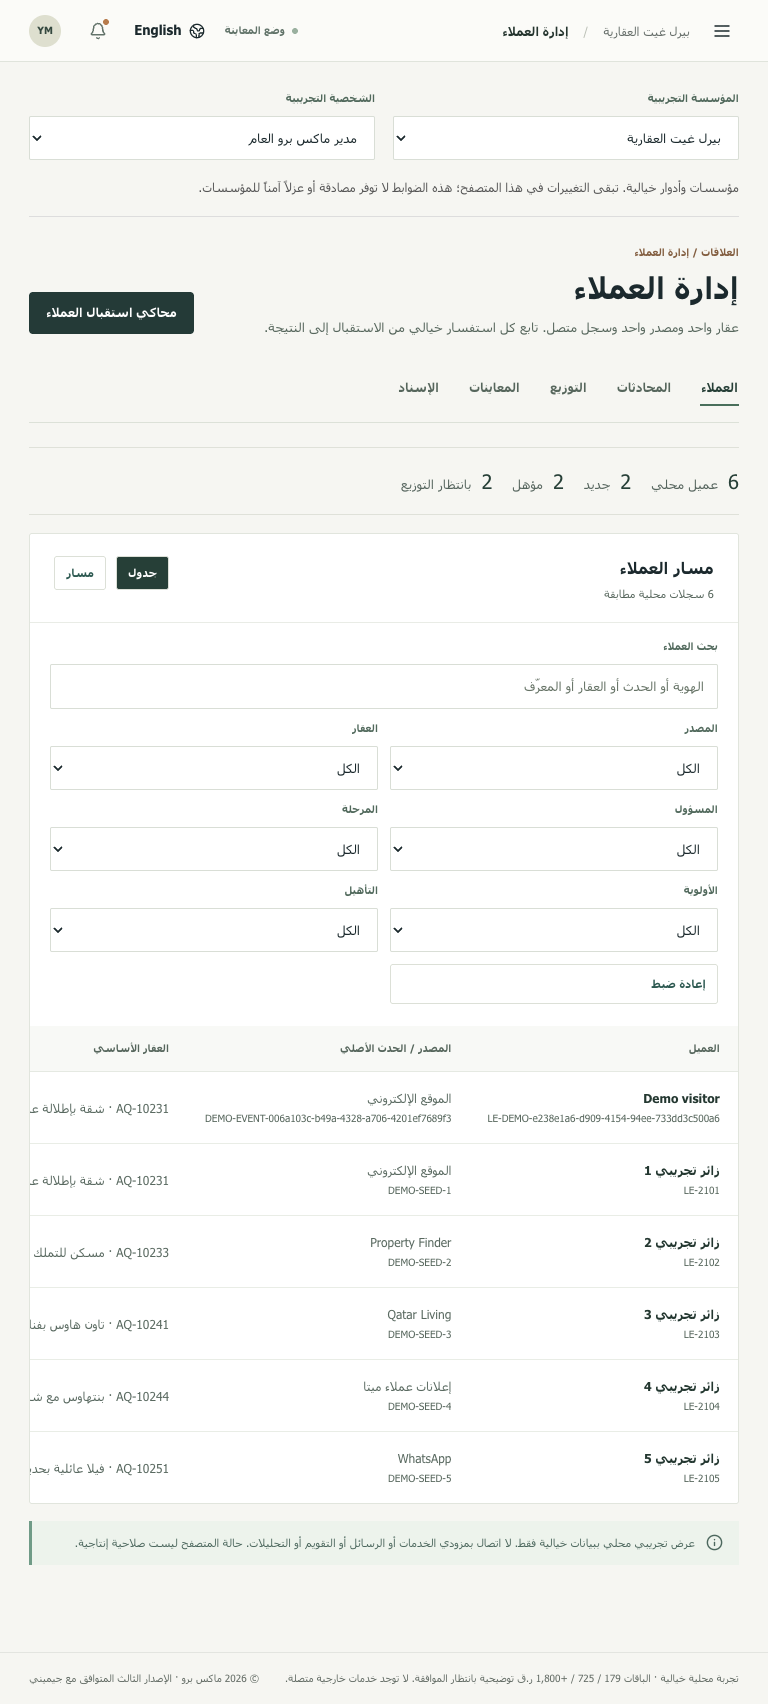 بيرل غيت العقارية / إدارة العملاء
وضع المعاينة
English
YM
المؤسسة التجريبية
بيرل غيت العقارية
الشخصية التجريبية
مدير ماكس برو العام
مؤسسات وأدوار خيالية. تبقى التغييرات في هذا المتصفح؛ هذه الضوابط لا توفر مصادقة أو عزلاً آمناً للمؤسسات.
العلاقات / إدارة العملاء
إدارة العملاء
عقار واحد ومصدر واحد وسجل متصل. تابع كل استفسار خيالي من الاستقبال إلى النتيجة.
محاكي استقبال العملاء
العملاء المحادثات التوزيع المعاينات الإسناد
6 عميل محلي 2 جديد 2 مؤهل 2 بانتظار التوزيع
مسار العملاء
6 سجلات محلية مطابقة
جدول مسار
بحث العملاء
الهوية أو الحدث أو العقار أو المعرّف
المصدر العقار
الكل الكل
المسؤول المرحلة
الكل الكل
الأولوية التأهيل
الكل الكل
إعادة ضبط
العميل المصدر / الحدث الأصلي العقار الأساسي
Demo visitor الموقع الإلكتروني AQ-10231 · شقة بإطلالة عـ
LE-DEMO-e238e1a6-d909-4154-94ee-733dd3c500a6 DEMO-EVENT-006a103c-b49a-4328-a706-4201ef7689f3
زائر تجريبي 1 الموقع الإلكتروني AQ-10231 · شقة بإطلالة عـ
LE-2101 DEMO-SEED-1
زائر تجريبي 2 Property Finder AQ-10233 · مسكن للتملك
LE-2102 DEMO-SEED-2
زائر تجريبي 3 Qatar Living AQ-10241 · تاون هاوس بفنا
LE-2103 DEMO-SEED-3
زائر تجريبي 4 إعلانات عملاء ميتا AQ-10244 · بنتهاوس مع شـ
LE-2104 DEMO-SEED-4
زائر تجريبي 5 WhatsApp AQ-10251 · فيلا عائلية بحديـ
LE-2105 DEMO-SEED-5
عرض تجريبي محلي ببيانات خيالية فقط. لا اتصال بمزودي الخدمات أو الرسائل أو التقويم أو التحليلات. حالة المتصفح ليست صلاحية إنتاجية.
تجربة محلية خيالية · الباقات 179 / 725 / +1,800 ر.ق توضيحية بانتظار الموافقة. لا توجد خدمات خارجية متصلة.
© 2026 ماكس برو · الإصدار الثالث المتوافق مع جيميني